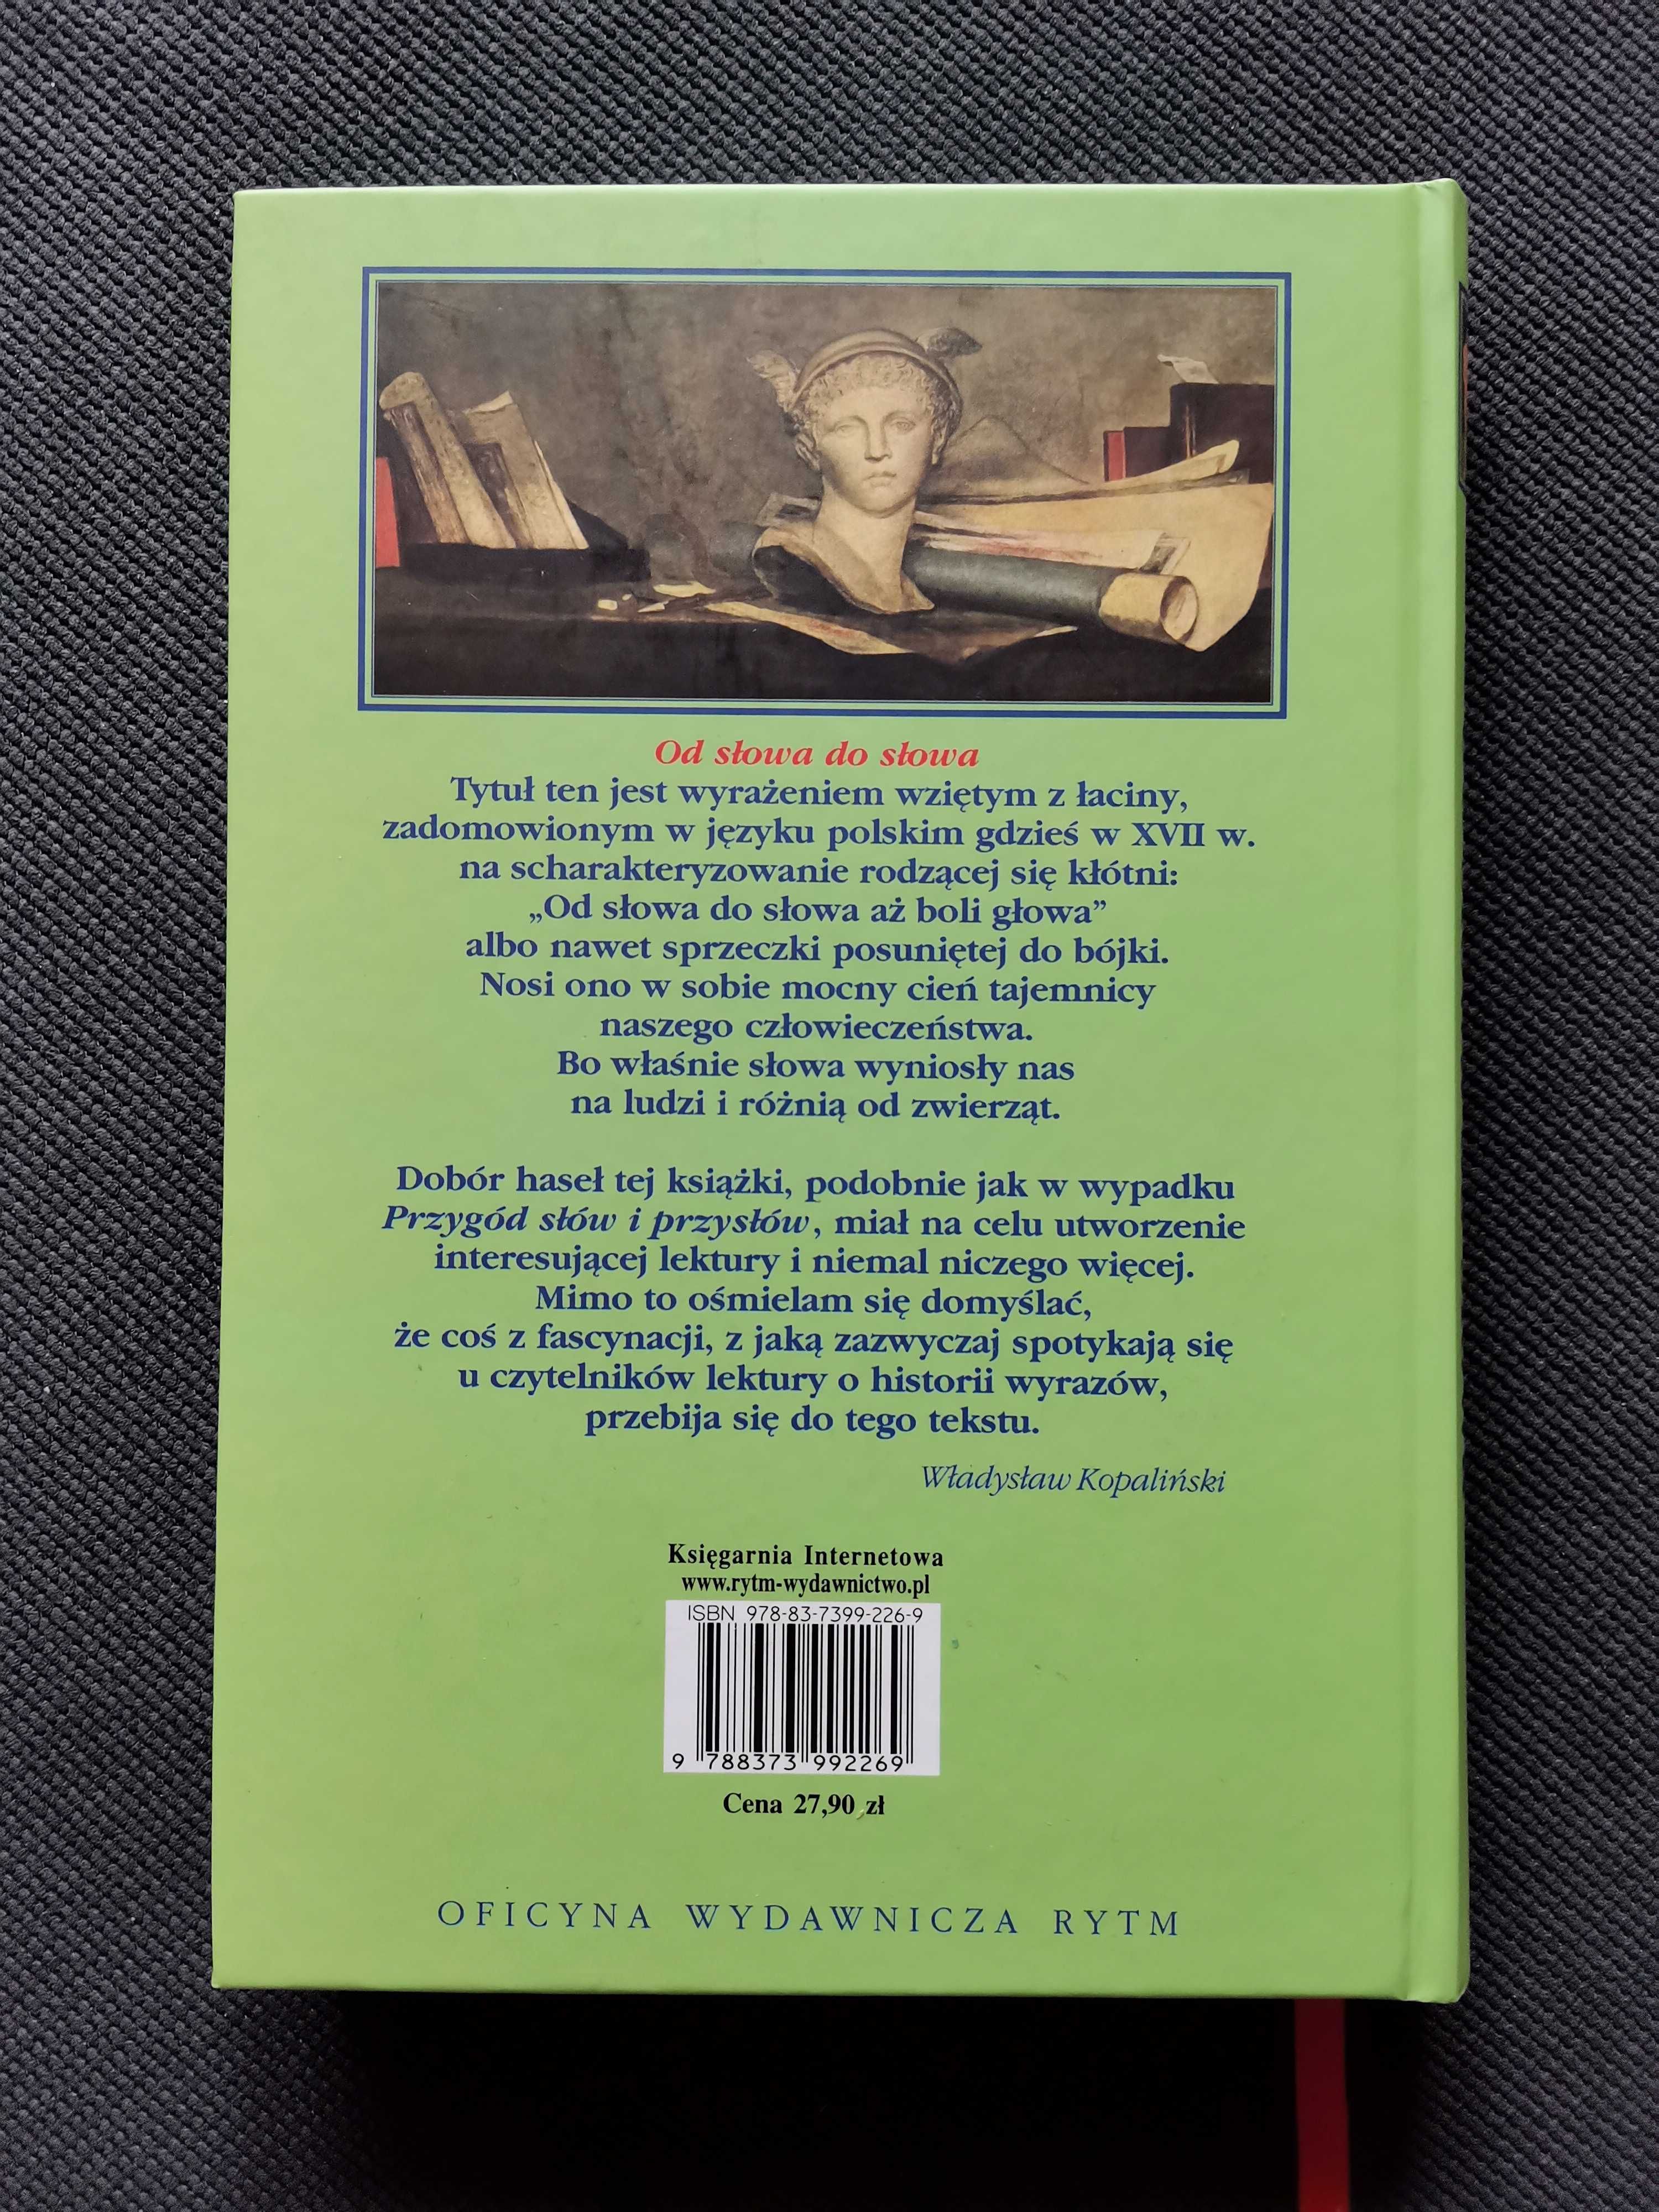 Od słowa do słowa
Tytuł ten jest wyrażeniem wziętym z łaciny,
zadomowionym w języku polskim gdzieś w XVII w.
na scharakteryzowanie rodzącej się kłótni:
„Od słowa do słowa aż boli głowa”
albo nawet sprzeczki posuniętej do bójki.
Nosi ono w sobie mocny cień tajemnicy
naszego człowieczeństwa.
Bo właśnie słowa wyniosły nas
na ludzi i różnią od zwierząt.
Dobór haseł tej książki, podobnie jak w wypadku
Przygód słów i przysłów, miał na celu utworzenie
interesującej lektury i niemal niczego więcej.
Mimo to ośmielam się domyślać,
że coś z fascynacji, z jaką zazwyczaj spotykają się
u czytelników lektury o historii wyrazów,
przebija się do tego tekstu.
Władysław Kopaliński
Księgarnia Internetowa
www.rytm-wydawnictwo.pl
ISBN 978-83-7399-226-9
9 788373 992269
Cena 27,90 zł
OFICYNA WYDAWNICZA RYTM